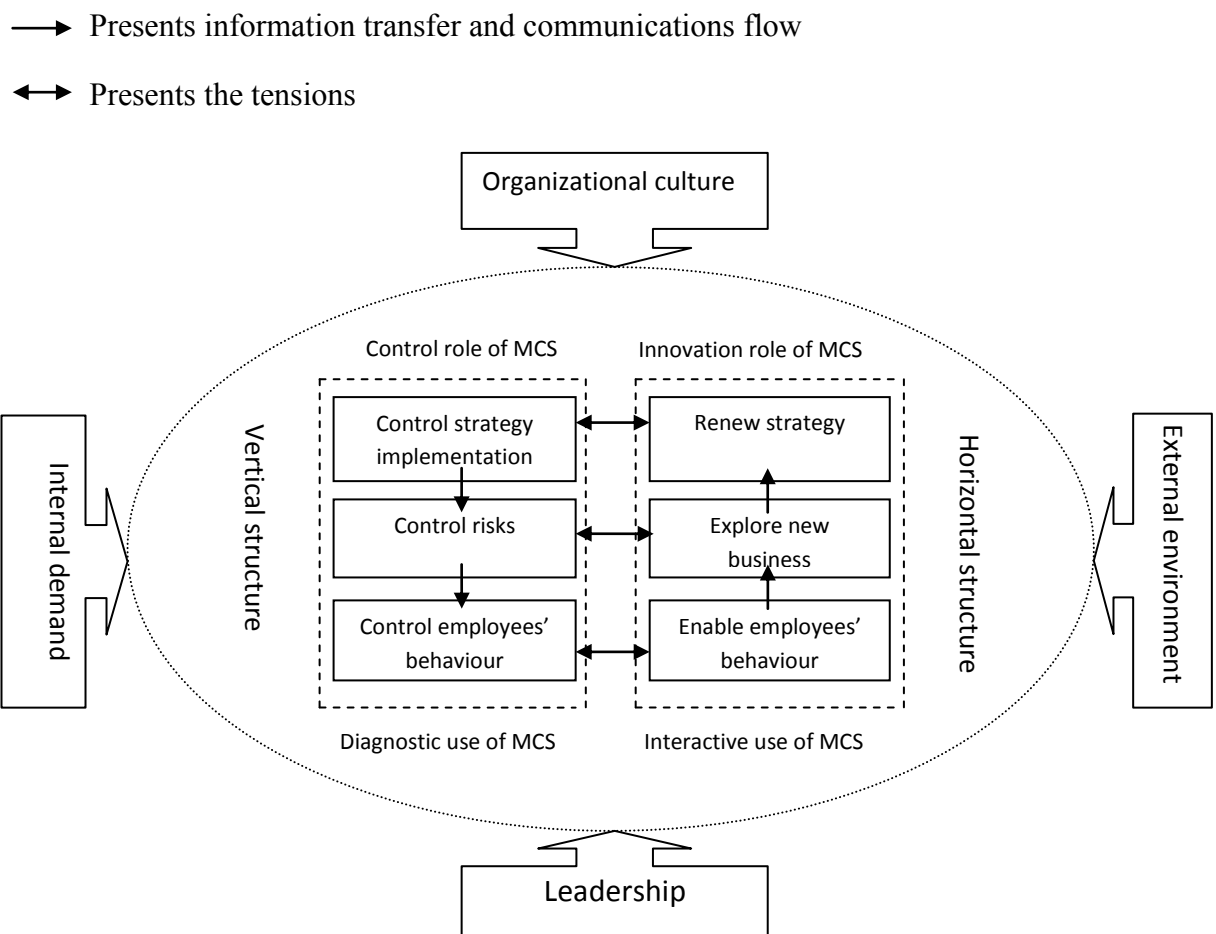 Presents information transfer and communications flow
Presents the tensions
Organizational culture
Control role of MCS
Innovation role of MCS
Internal demand
Vertical structure
Control strategy
implementation
Renew strategy
Control risks
Explore new
business
Control employees’
behaviour
Enable employees’
behaviour
Horizontal structure
External environment
Diagnostic use of MCS
Interactive use of MCS
Leadership